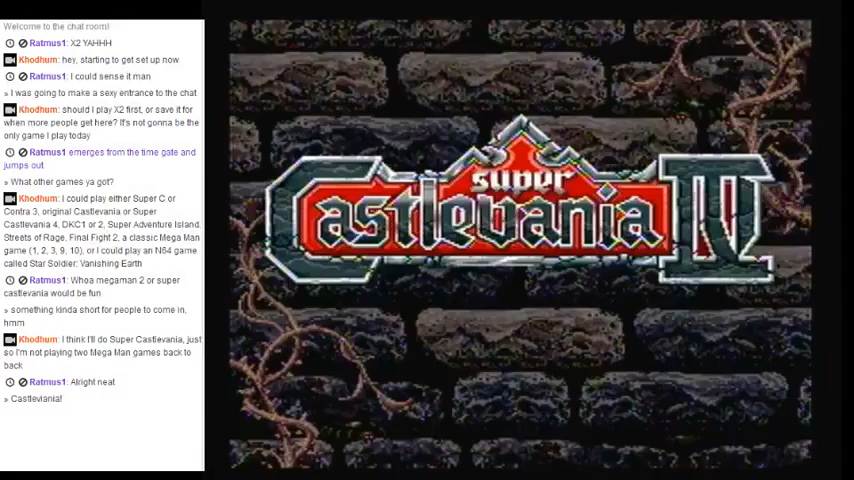 Welcome to the chat room!
Ratmus1: X2 YAHHH
Khodhum: hey, starting to get set up now
Ratmus1: I could sense it man
» I was going to make a sexy entrance to the chat
Khodhum: should I play X2 first, or save it for
when more people get here? It's not gonna be the
only game I play today
Ratmus1 emerges from the time gate and
jumps out
» What other games ya got?
Khodhum: I could play either Super C or
Contra 3, original Castlevania or Super
Castlevania 4, DKC1 or 2, Super Adventure Island,
Streets of Rage, Final Fight 2, a classic Mega Man
game (1, 2, 3, 9, 10), or I could play an N64 game
called Star Soldier: Vanishing Earth
Ratmus1: Whoa megaman 2 or super
castlevania would be fun
» something kinda short for people to come in,
hmm
Khodhum: I think I'll do Super Castlevania, just
so I'm not playing two Mega Man games back to
back
Ratmus1: Alright neat
» Castleviania!
super
Castlevania IV